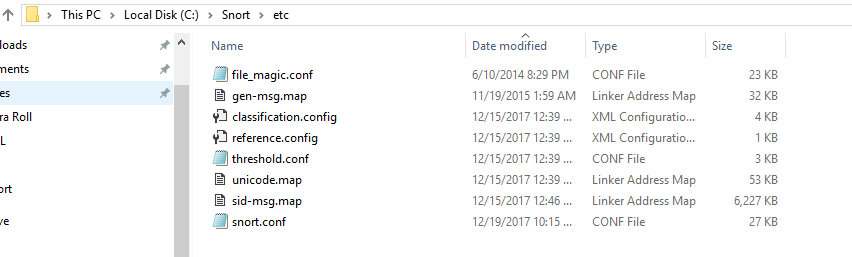 This PC > Local Disk (C:) > Snort > etc
Name Date modified Type Size
loads
ments
es
ra Roll
L
ort
ve
file_magic.conf 6/10/2014 8:29 PM CONF File 23 KB
gen-msg.map 11/19/2015 1:59 AM Linker Address Map 32 KB
classification.config 12/15/2017 12:39 ... XML Configuratio... 4 KB
reference.config 12/15/2017 12:39 ... XML Configuratio... 1 KB
threshold.conf 12/15/2017 12:39 ... CONF File 3 KB
unicode.map 12/15/2017 12:39 ... Linker Address Map 53 KB
sid-msg.map 12/15/2017 12:46 ... Linker Address Map 6,227 KB
snort.conf 12/19/2017 10:15 ... CONF File 27 KB